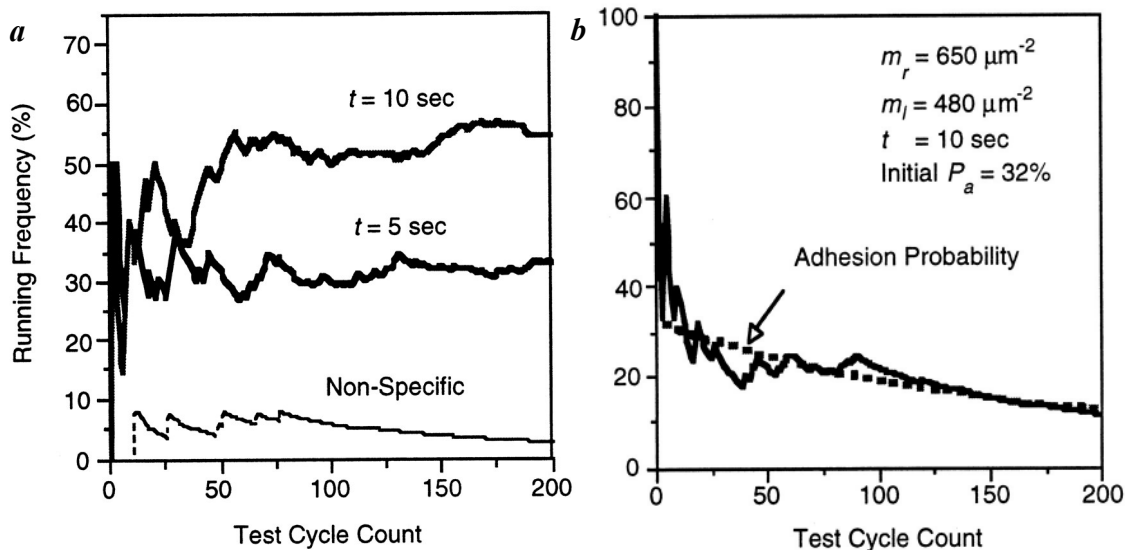 a
Running Frequency (%)
70
60
50
40
30
20
10
0
t = 10 sec
t = 5 sec
Non-Specific
0
50
100
150
200
Test Cycle Count
b
100
80
60
40
20
0
m_r = 650 μm⁻²
m_l = 480 μm⁻²
t = 10 sec
Initial P_a = 32%
Adhesion Probability
0
50
100
150
200
Test Cycle Count